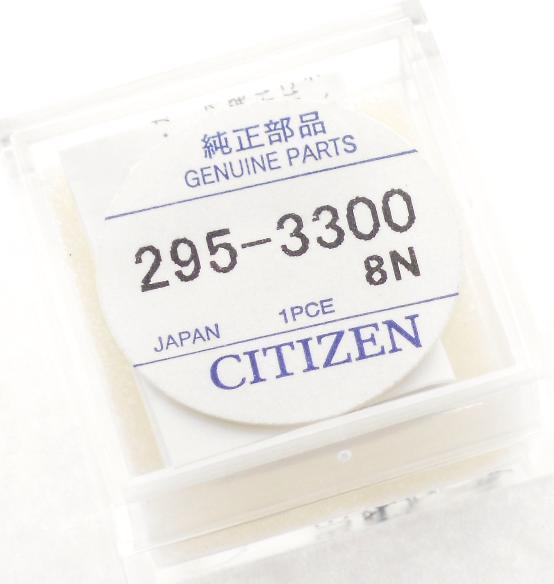 純正部品
GENUINE PARTS
295-3300
8N
JAPAN 1PCE
CITIZEN